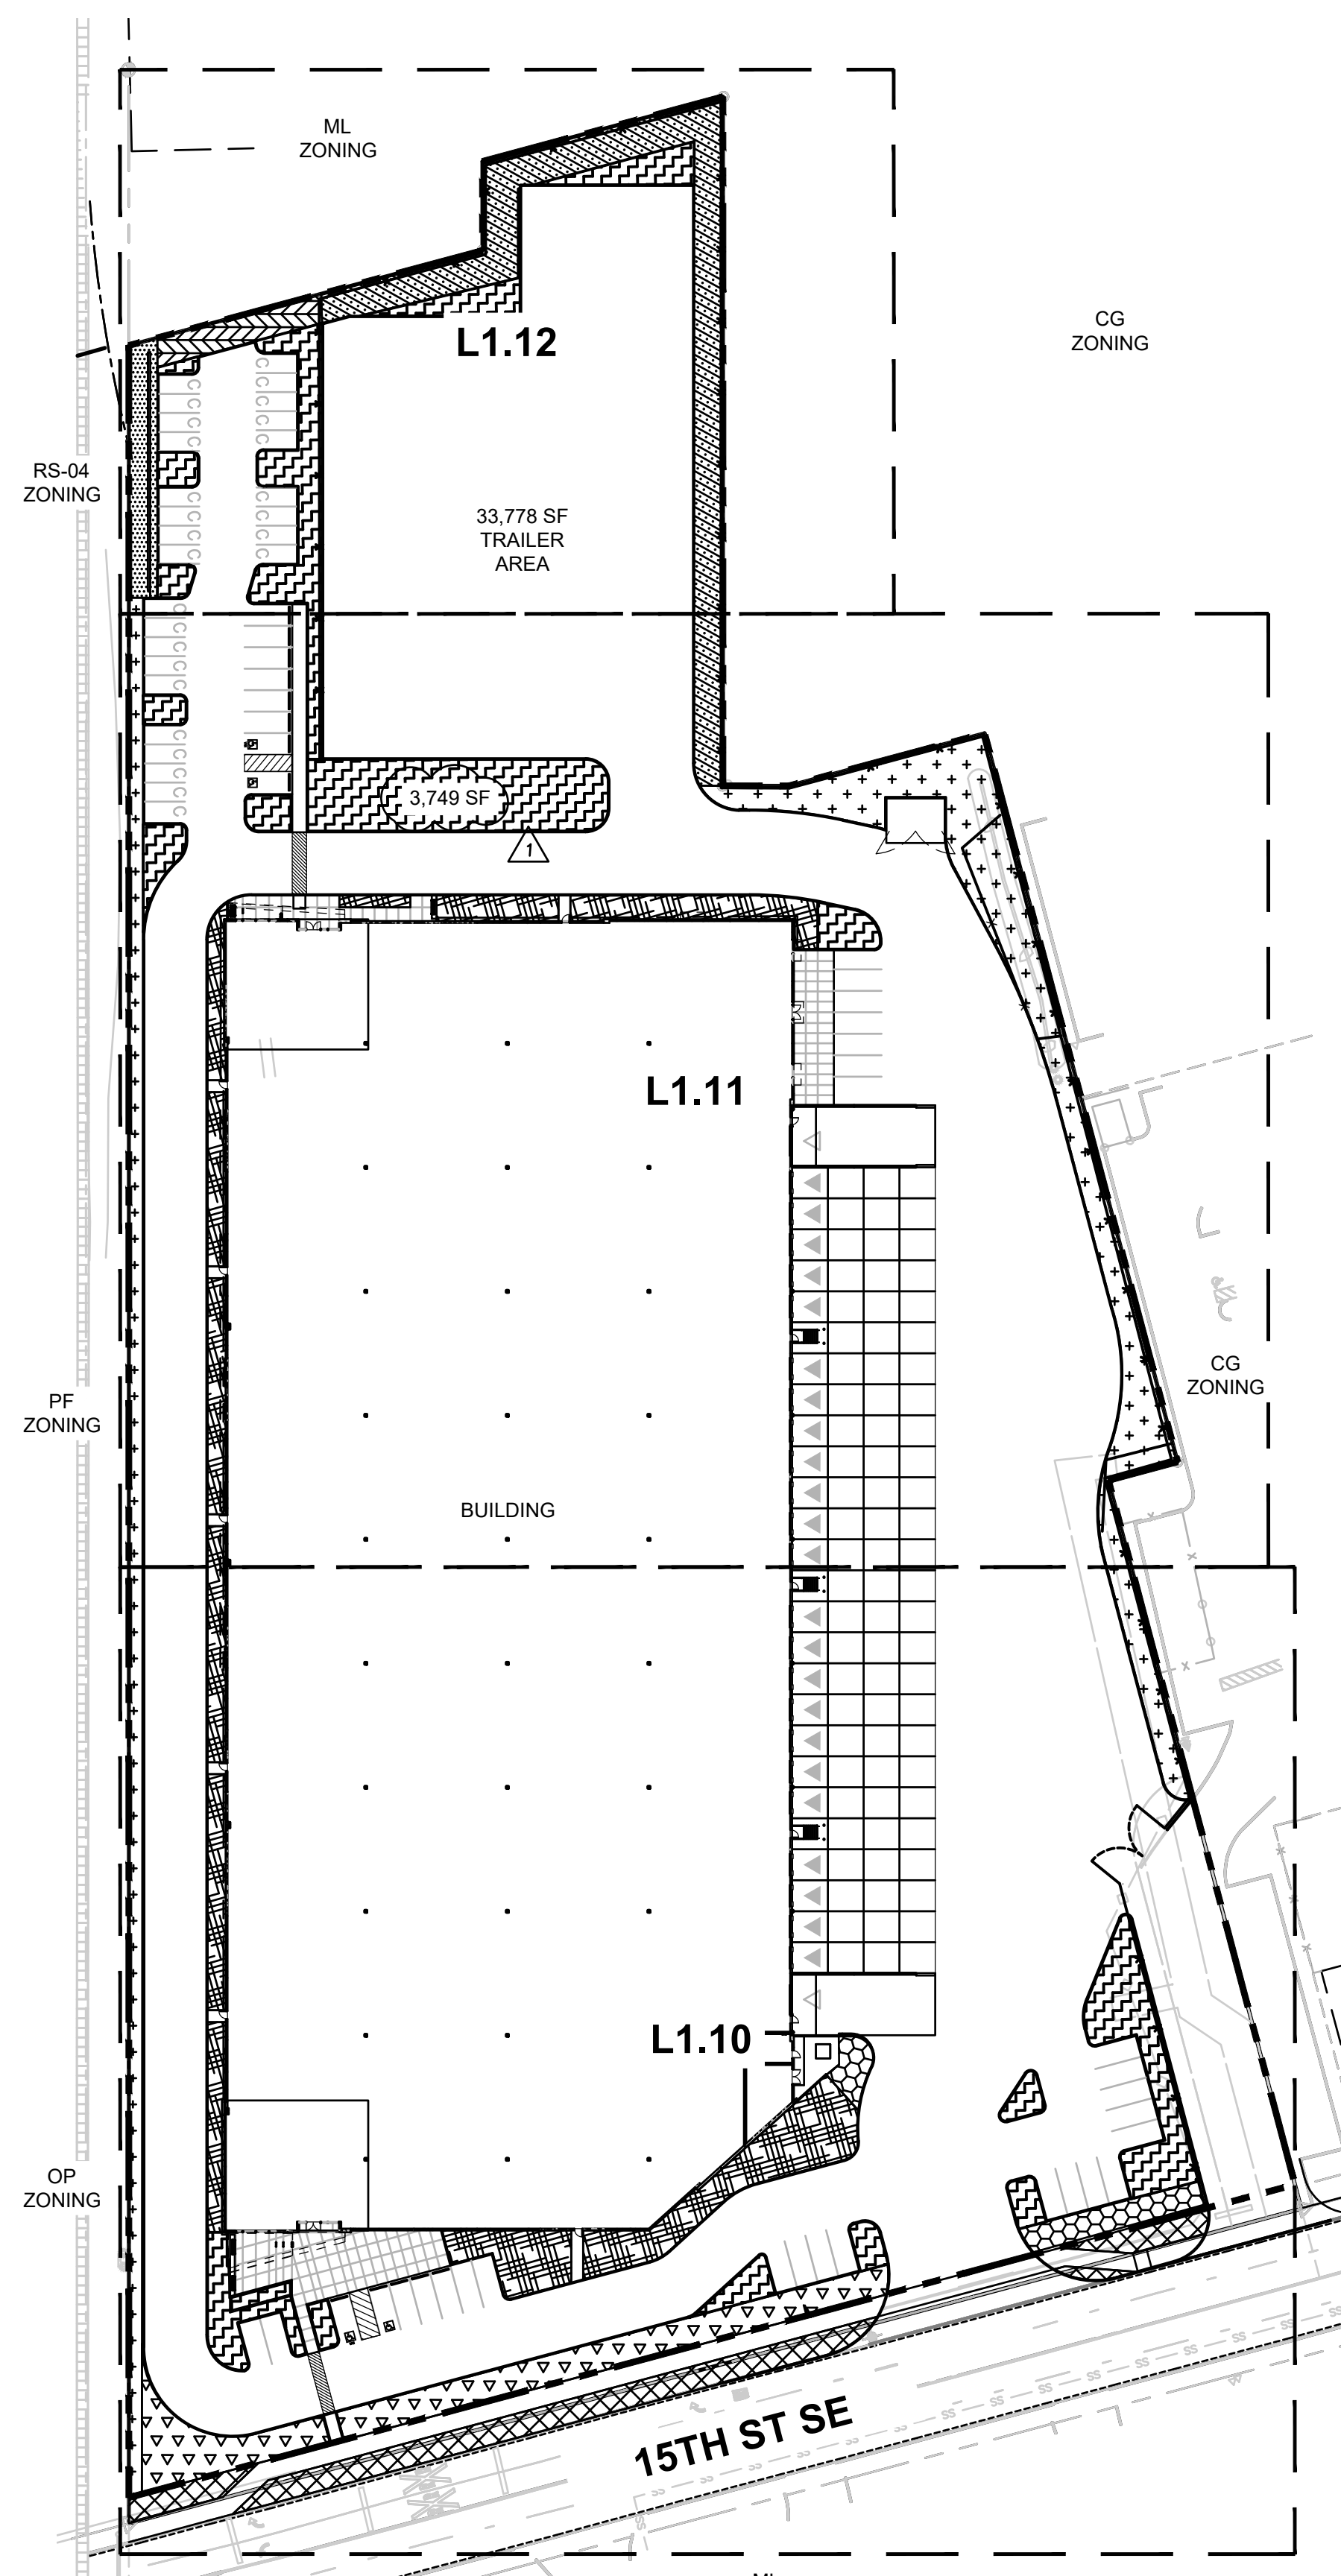 ML
ZONING
CG
ZONING
L1.12
RS-04
ZONING
33,778 SF
TRAILER
AREA
3,749 SF
1
L1.11
CG
ZONING
PF
ZONING
BUILDING
L1.10
OP
ZONING
15TH ST SE